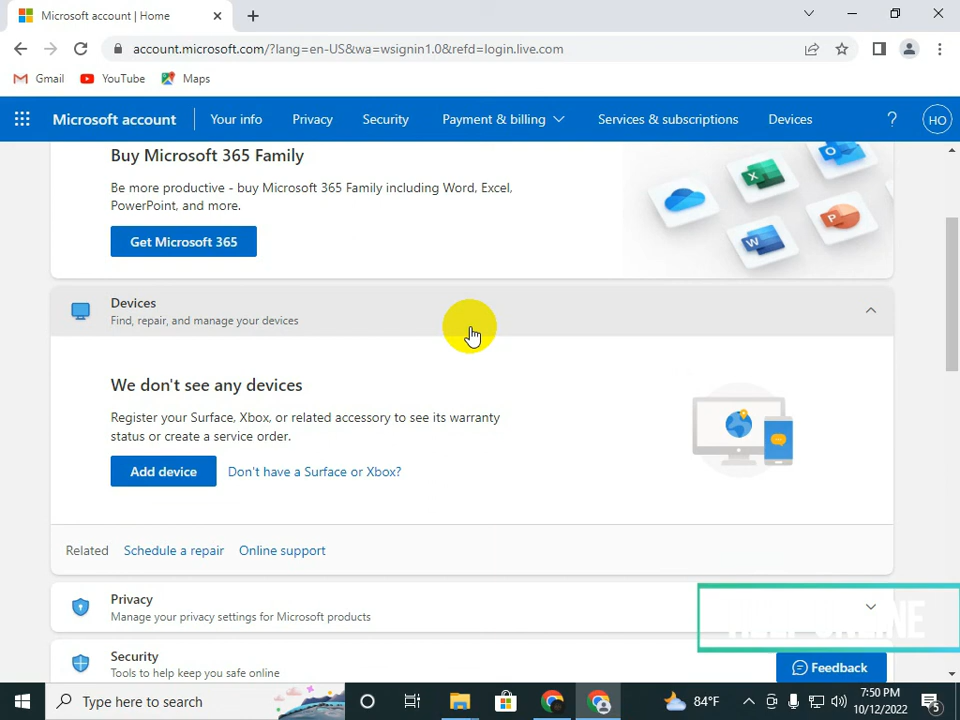 Microsoft account | Home
account.microsoft.com/?lang=en-US&wa=wsignin1.0&refd=login.live.com
Gmail YouTube Maps
Microsoft account Your info Privacy Security Payment & billing Services & subscriptions Devices ? HO
Buy Microsoft 365 Family
Be more productive - buy Microsoft 365 Family including Word, Excel,
PowerPoint, and more.
Get Microsoft 365
Devices
Find, repair, and manage your devices
We don't see any devices
Register your Surface, Xbox, or related accessory to see its warranty
status or create a service order.
Add device Don't have a Surface or Xbox?
Related Schedule a repair Online support
Privacy
Manage your privacy settings for Microsoft products
Security
Tools to help keep you safe online
Feedback
Type here to search
84°F
7:50 PM
10/12/2022
5